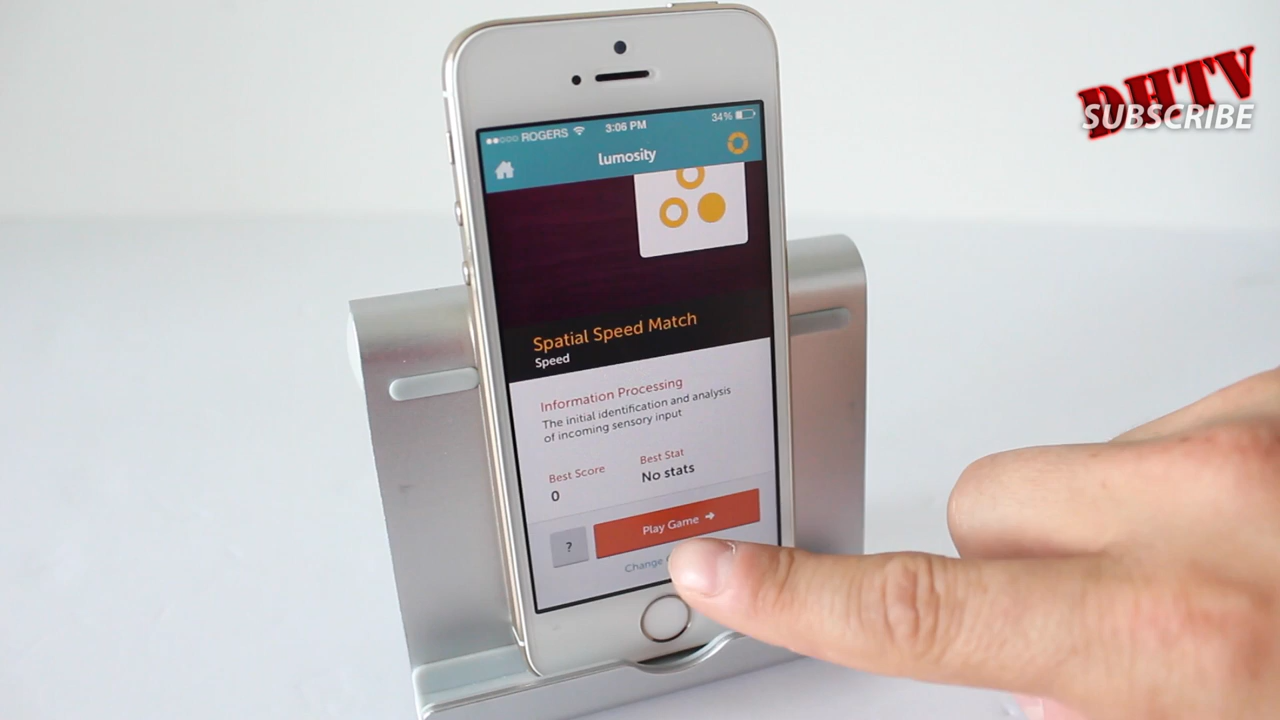 DHTV
SUBSCRIBE
ROGERS 3:06 PM 34%
lumosity
Spatial Speed Match
Speed
Information Processing
The initial identification and analysis
of incoming sensory input
Best Score
0
Best Stat
No stats
? Play Game →
Change